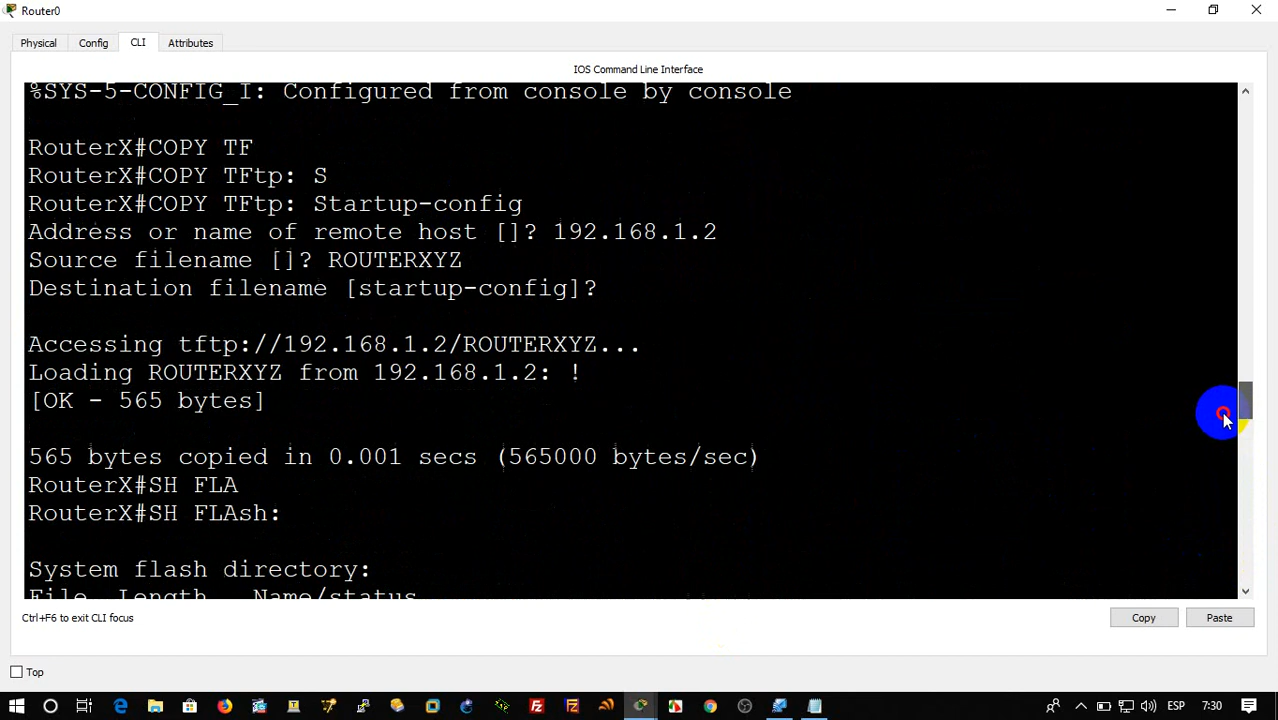 Router0
Physical
Config
CLI
Attributes
IOS Command Line Interface
%SYS-5-CONFIG_I: Configured from console by console
RouterX#COPY TF
RouterX#COPY TFtp: S
RouterX#COPY TFtp: Startup-config
Address or name of remote host []? 192.168.1.2
Source filename []? ROUTERXYZ
Destination filename [startup-config]?
Accessing tftp://192.168.1.2/ROUTERXYZ...
Loading ROUTERXYZ from 192.168.1.2: !
[OK - 565 bytes]
565 bytes copied in 0.001 secs (565000 bytes/sec)
RouterX#SH FLA
RouterX#SH FLAsh:
System flash directory:
File  Length   Name/status
Ctrl+F6 to exit CLI focus
Copy
Paste
Top
ESP
7:30